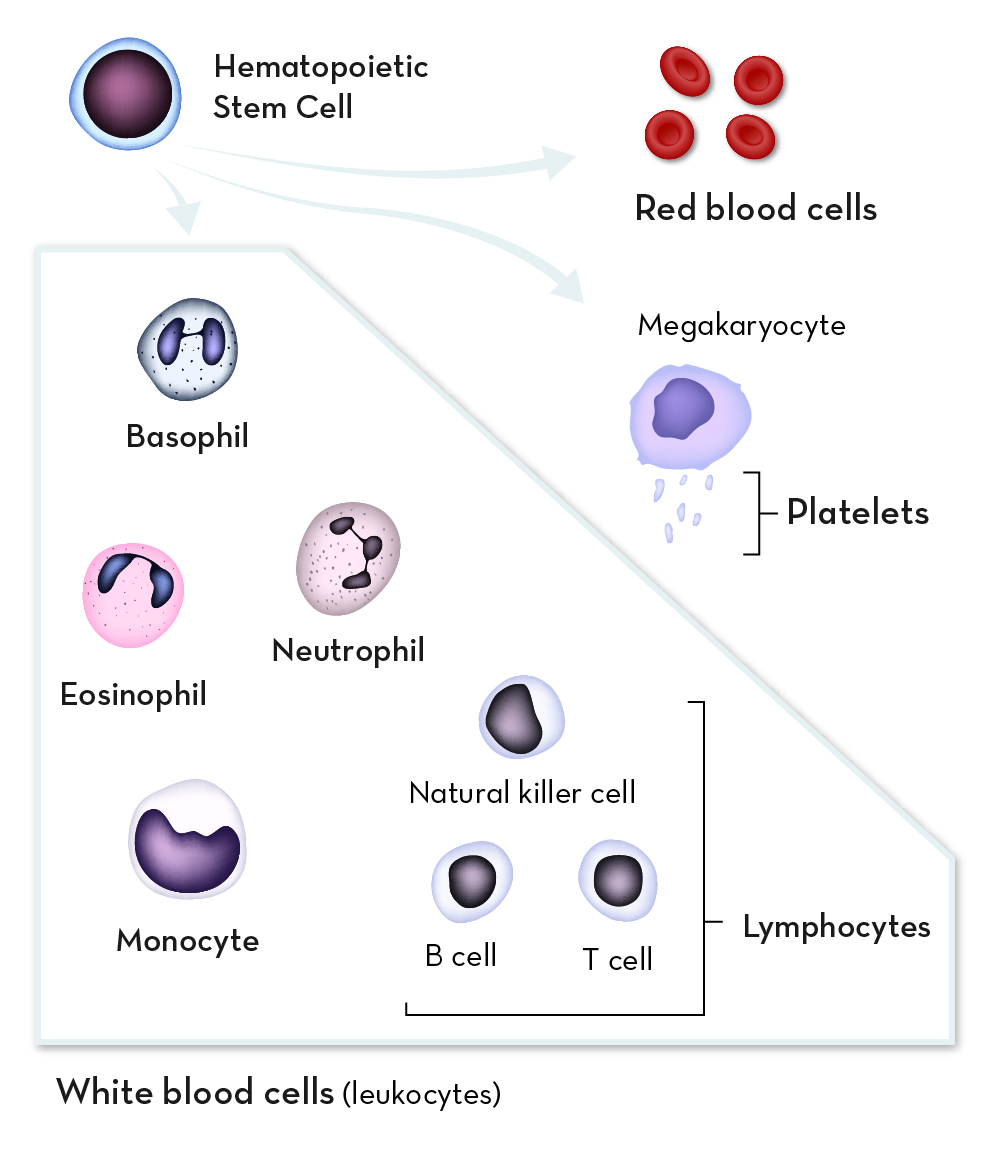 Hematopoietic
Stem Cell
Red blood cells
Megakaryocyte
Platelets
Basophil
Neutrophil
Eosinophil
Natural killer cell
Monocyte
B cell
T cell
Lymphocytes
White blood cells (leukocytes)